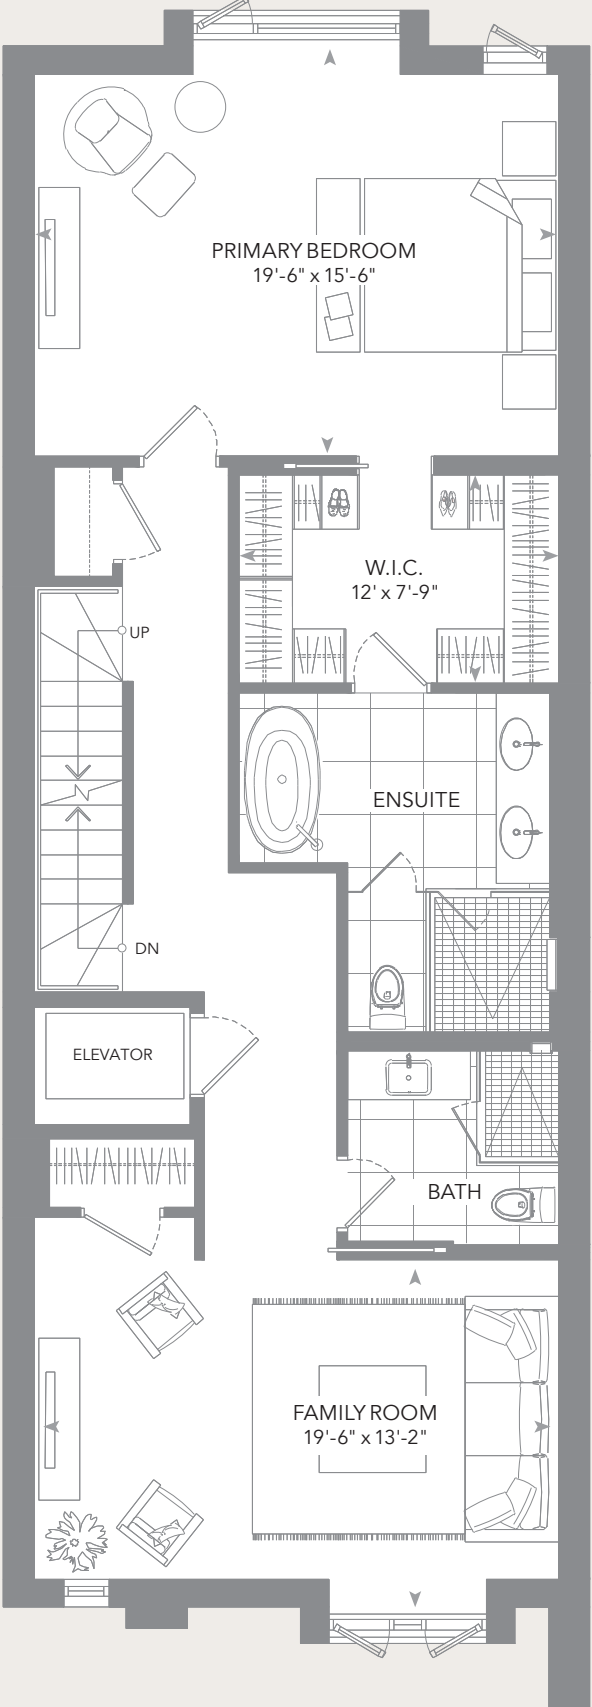 PRIMARY BEDROOM
19'-6" x 15'-6"
W.I.C.
12' x 7'-9"
UP
ENSUITE
DN
ELEVATOR
BATH
FAMILY ROOM
19'-6" x 13'-2"